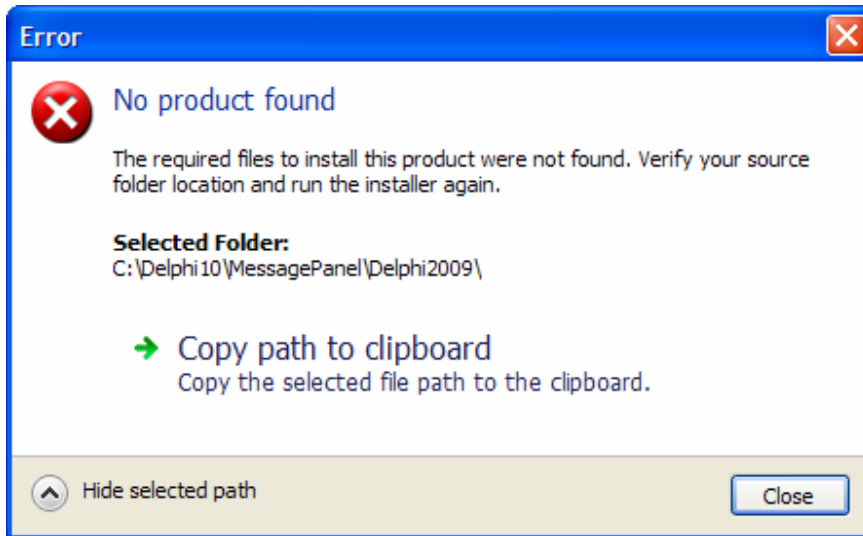 Error
No product found
The required files to install this product were not found. Verify your source
folder location and run the installer again.
Selected Folder:
C:\Delphi10\MessagePanel\Delphi2009\
Copy path to clipboard
Copy the selected file path to the clipboard.
Hide selected path
Close